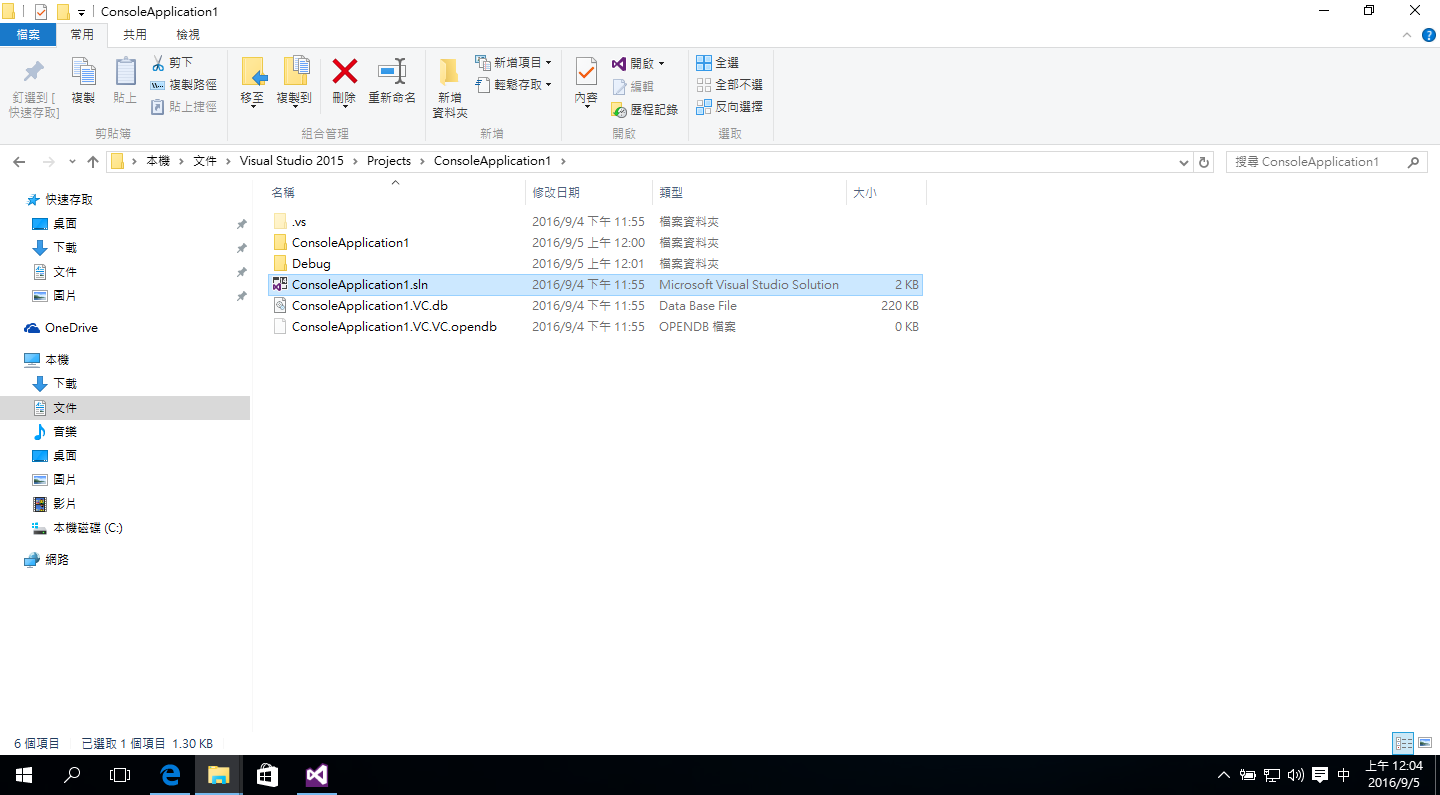 ConsoleApplication1
檔案 常用 共用 檢視
釘選到 [
快速存取]
複製
貼上
剪下
複製路徑
貼上捷徑
剪貼簿
移至
複製到
刪除
重新命名
組合管理
新增
資料夾
新增項目
輕鬆存取
新增
內容
開啟
編輯
歷程記錄
開啟
全選
全部不選
反向選擇
選取
本機 > 文件 > Visual Studio 2015 > Projects > ConsoleApplication1 >
搜尋 ConsoleApplication1
快速存取
桌面
下載
文件
圖片
OneDrive
本機
下載
文件
音樂
桌面
圖片
影片
本機磁碟 (C:)
網路
名稱 修改日期 類型 大小
.vs 2016/9/4 下午 11:55 檔案資料夾
ConsoleApplication1 2016/9/5 上午 12:00 檔案資料夾
Debug 2016/9/5 上午 12:01 檔案資料夾
ConsoleApplication1.sln 2016/9/4 下午 11:55 Microsoft Visual Studio Solution 2 KB
ConsoleApplication1.VC.db 2016/9/4 下午 11:55 Data Base File 220 KB
ConsoleApplication1.VC.VC.opendb 2016/9/4 下午 11:55 OPENDB 檔案 0 KB
6 個項目 已選取 1 個項目 1.30 KB
中
上午 12:04
2016/9/5